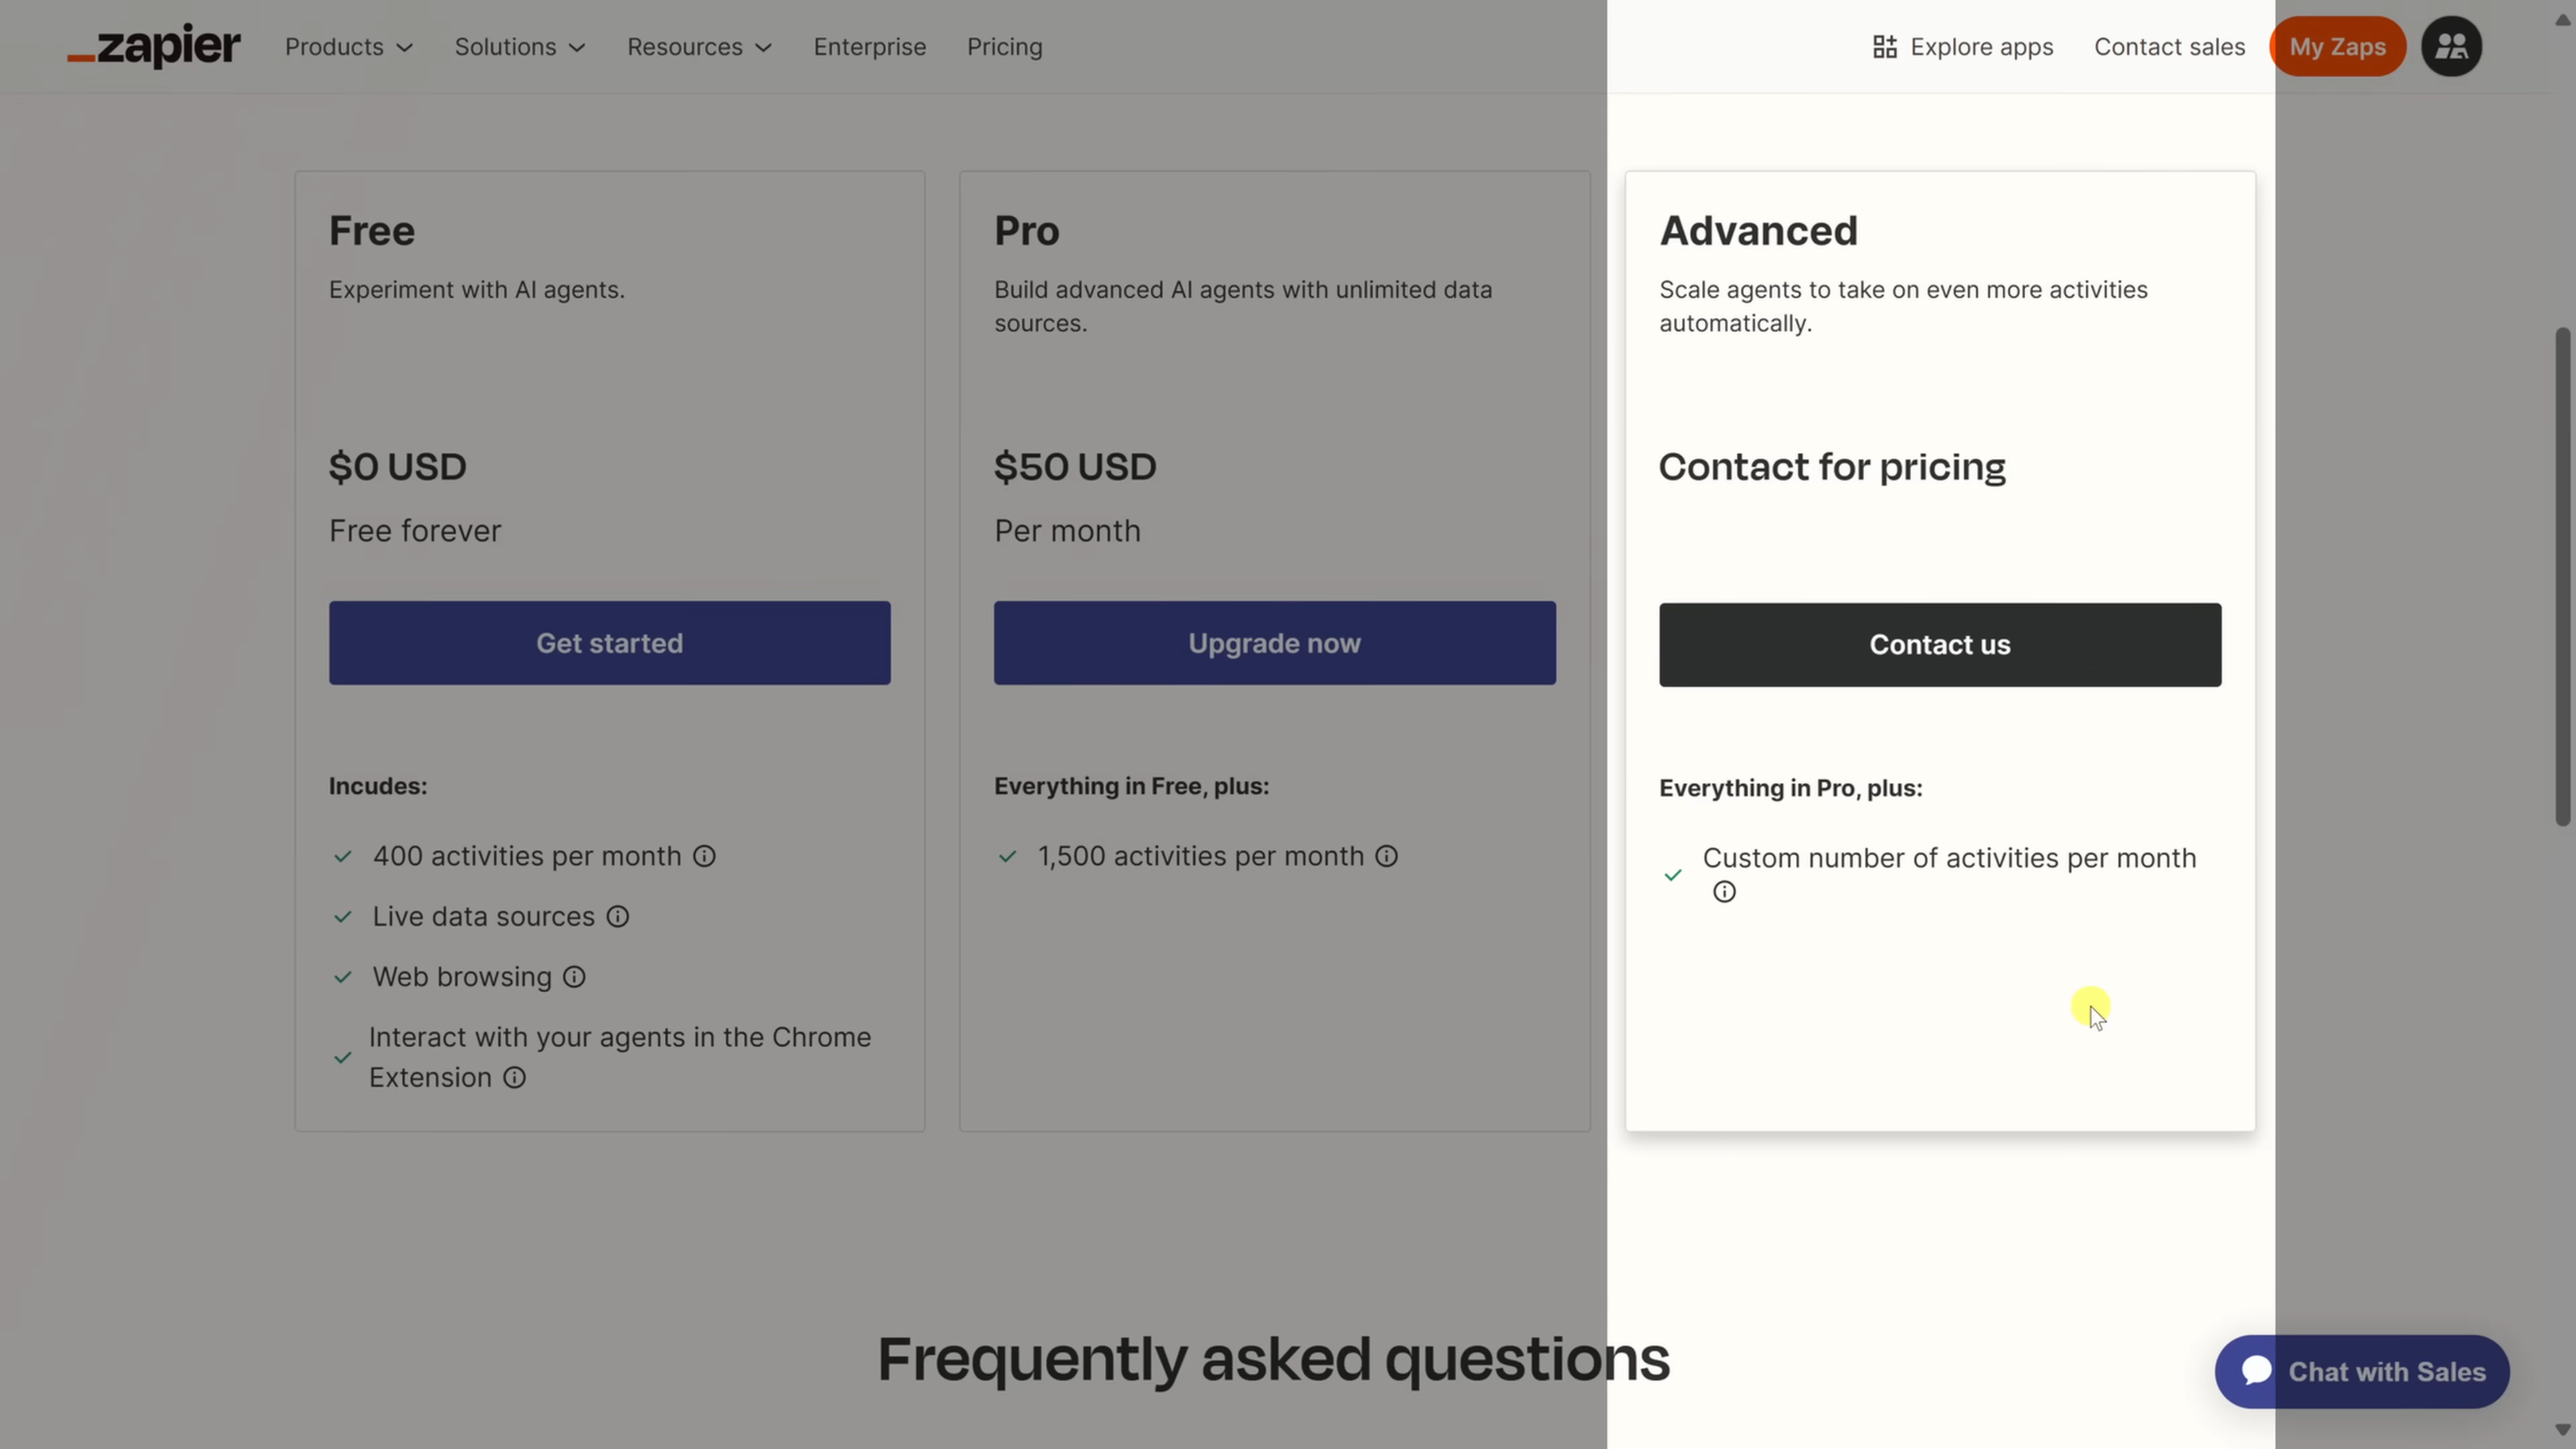 zapier
Products
Solutions
Resources
Enterprise
Pricing
Explore apps
Contact sales
My Zaps
Free
Experiment with AI agents.
$0 USD
Free forever
Get started
Incudes:
400 activities per month
Live data sources
Web browsing
Interact with your agents in the Chrome
Extension
Pro
Build advanced AI agents with unlimited data
sources.
$50 USD
Per month
Upgrade now
Everything in Free, plus:
1,500 activities per month
Advanced
Scale agents to take on even more activities
automatically.
Contact for pricing
Contact us
Everything in Pro, plus:
Custom number of activities per month
Frequently asked questions
Chat with Sales